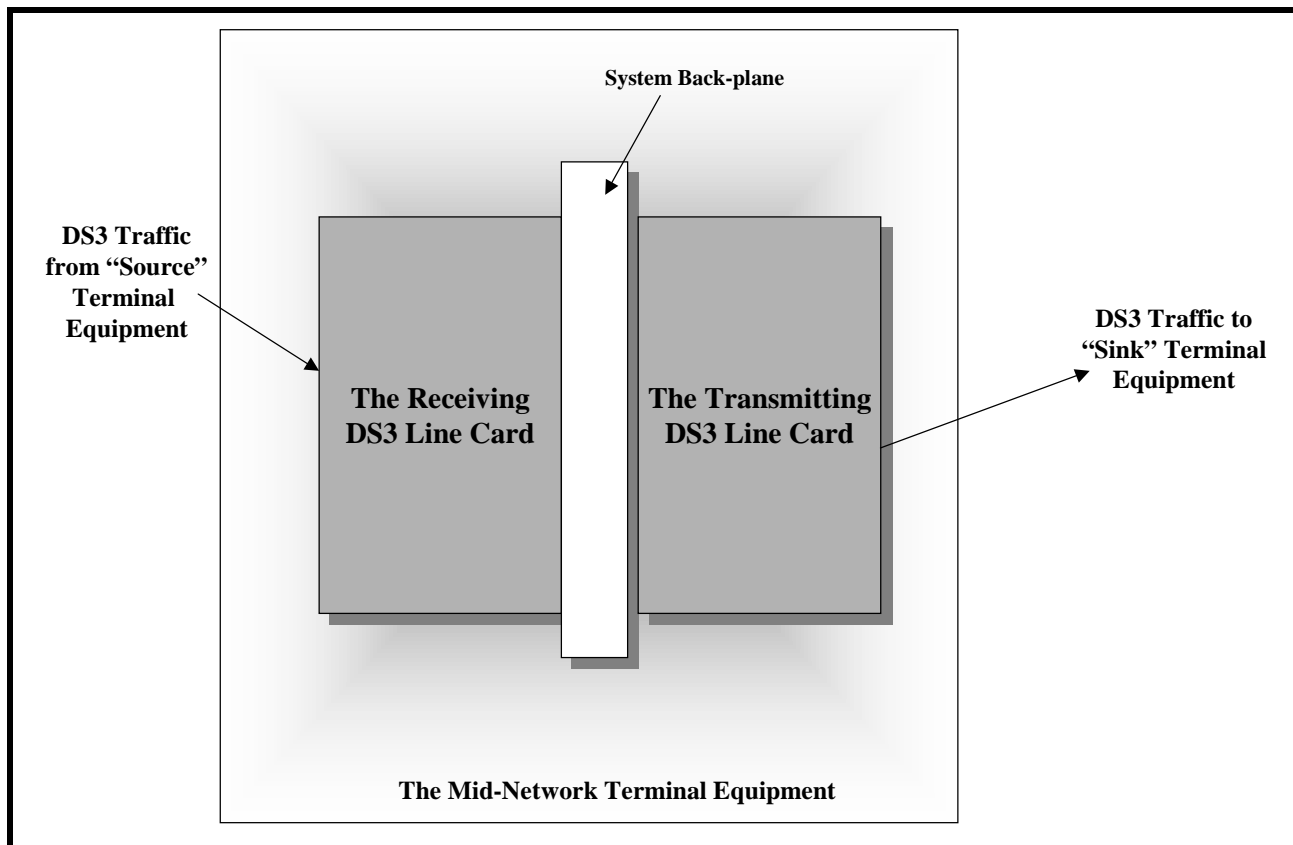 System Back-plane
DS3 Traffic
from “Source”
Terminal
Equipment
The Receiving
DS3 Line Card
The Transmitting
DS3 Line Card
DS3 Traffic to
“Sink” Terminal
Equipment
The Mid-Network Terminal Equipment